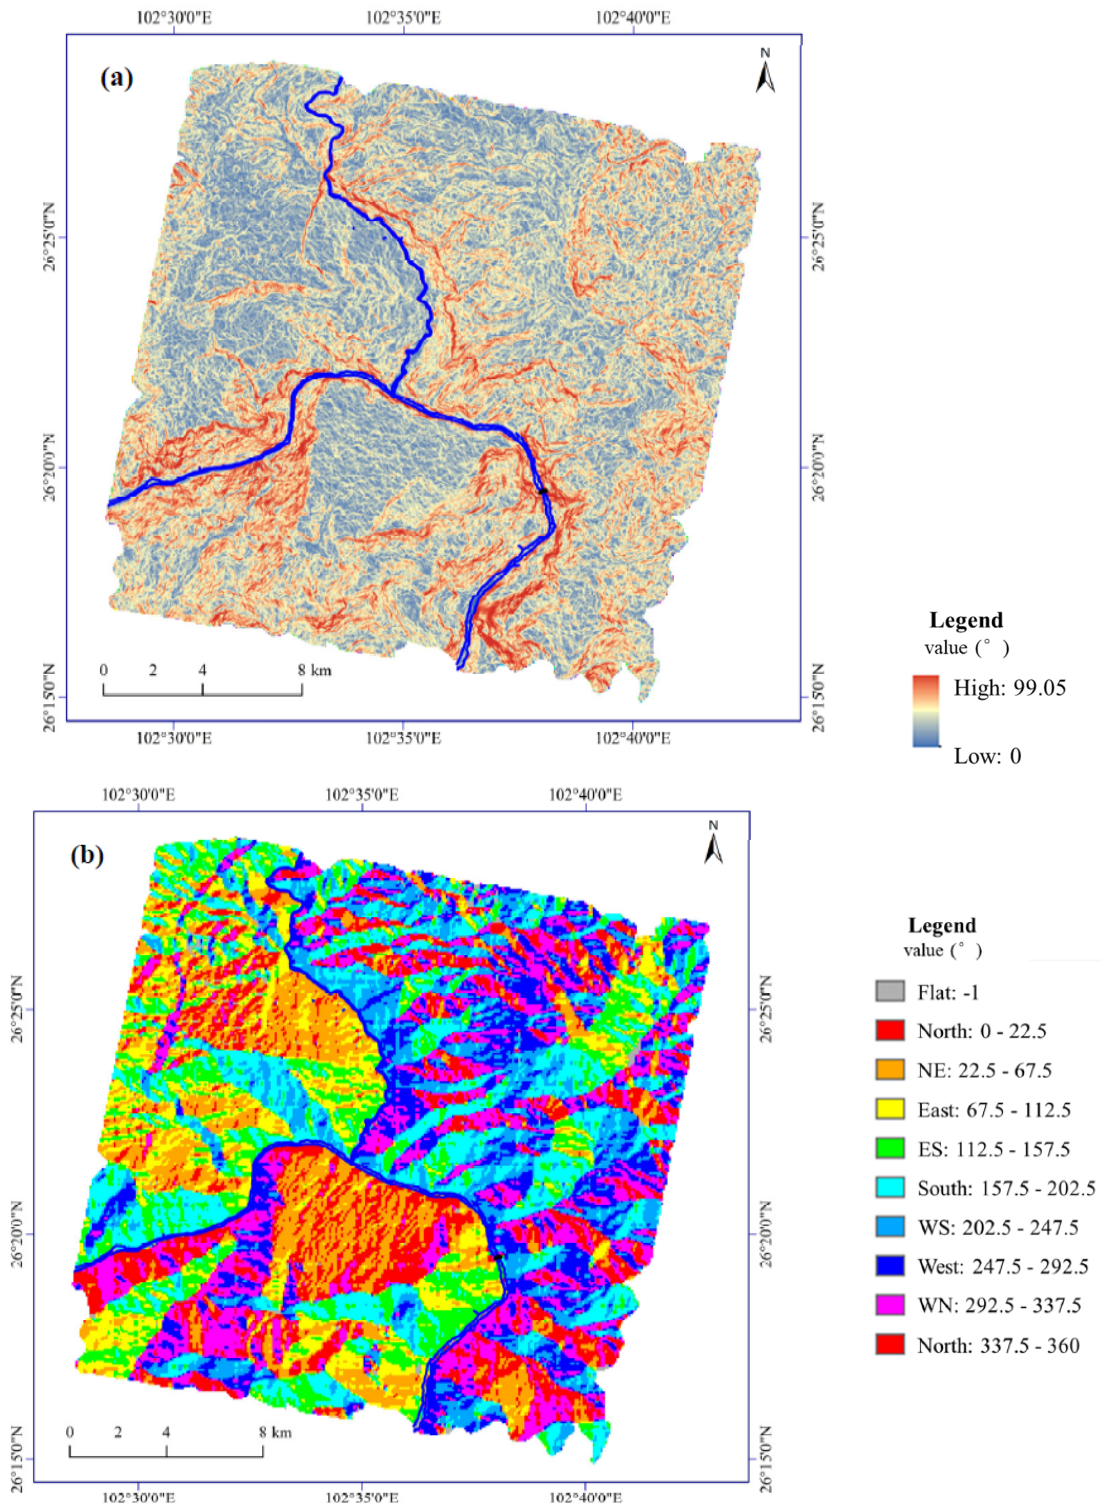 102°30'0"E 102°35'0"E 102°40'0"E
(a)
N
26°25'0"N 26°25'0"N
26°20'0"N 26°20'0"N
26°15'0"N 26°15'0"N
0 2 4 8 km
102°30'0"E 102°35'0"E 102°40'0"E
Legend
value (°)
High: 99.05
Low: 0
102°30'0"E 102°35'0"E 102°40'0"E
(b)
N
26°25'0"N 26°25'0"N
26°20'0"N 26°20'0"N
26°15'0"N 26°15'0"N
0 2 4 8 km
102°30'0"E 102°35'0"E 102°40'0"E
Legend
value (°)
Flat: -1
North: 0 - 22.5
NE: 22.5 - 67.5
East: 67.5 - 112.5
ES: 112.5 - 157.5
South: 157.5 - 202.5
WS: 202.5 - 247.5
West: 247.5 - 292.5
WN: 292.5 - 337.5
North: 337.5 - 360